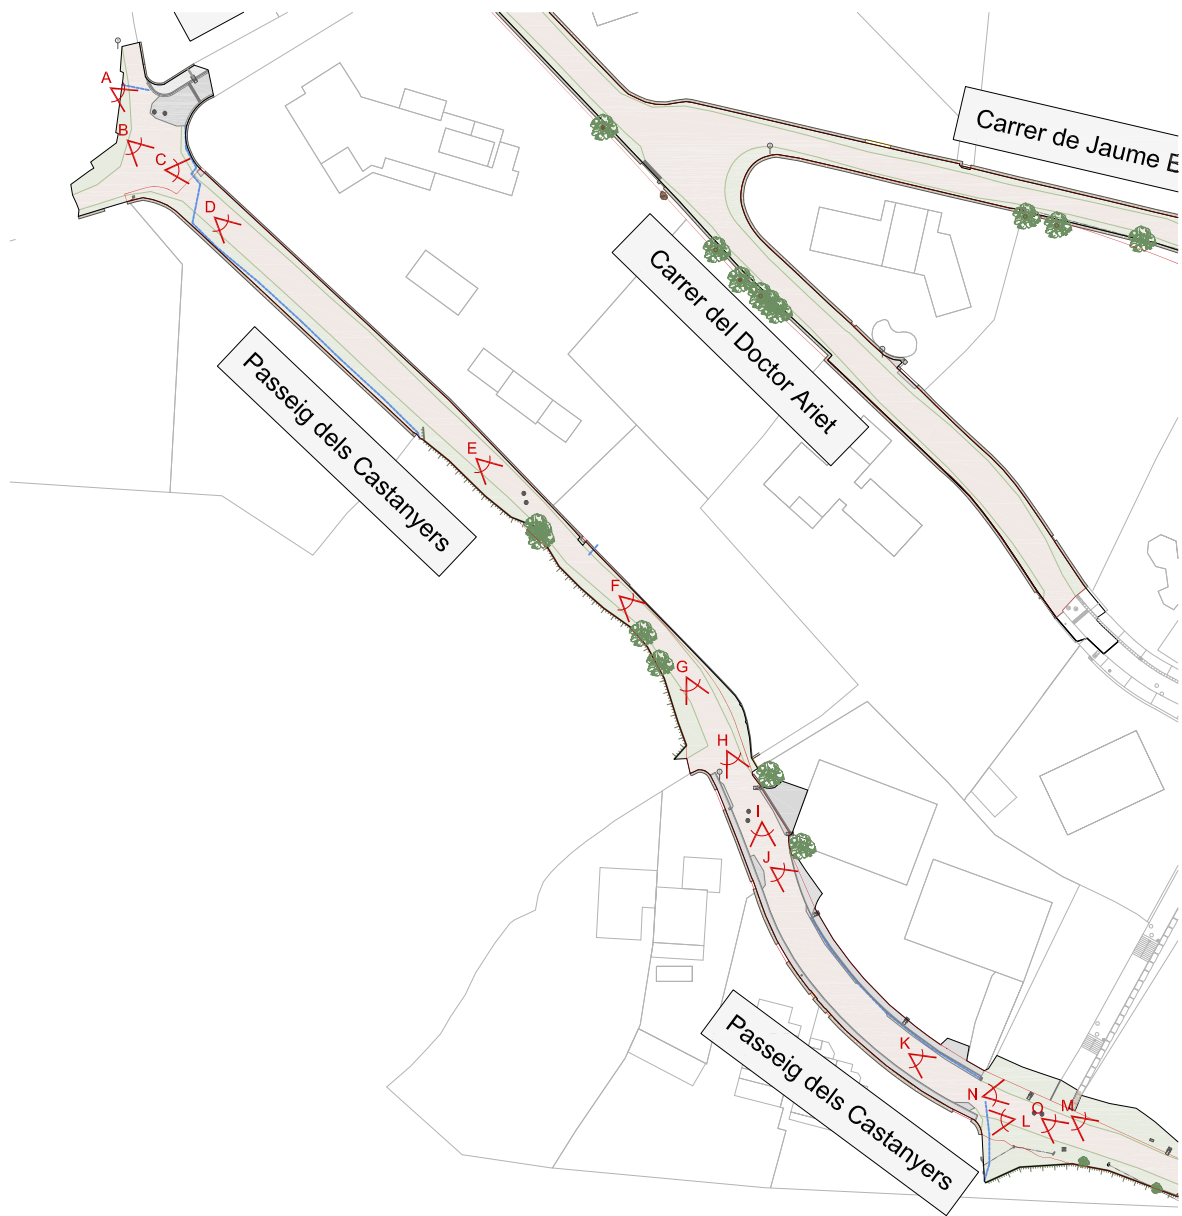 A
B
C
D
E
F
G
H
I
J
K
N
L
O
M
Carrer de Jaume
Carrer del Doctor Ariet
Passeig dels Castanyers
Passeig dels Castanyers